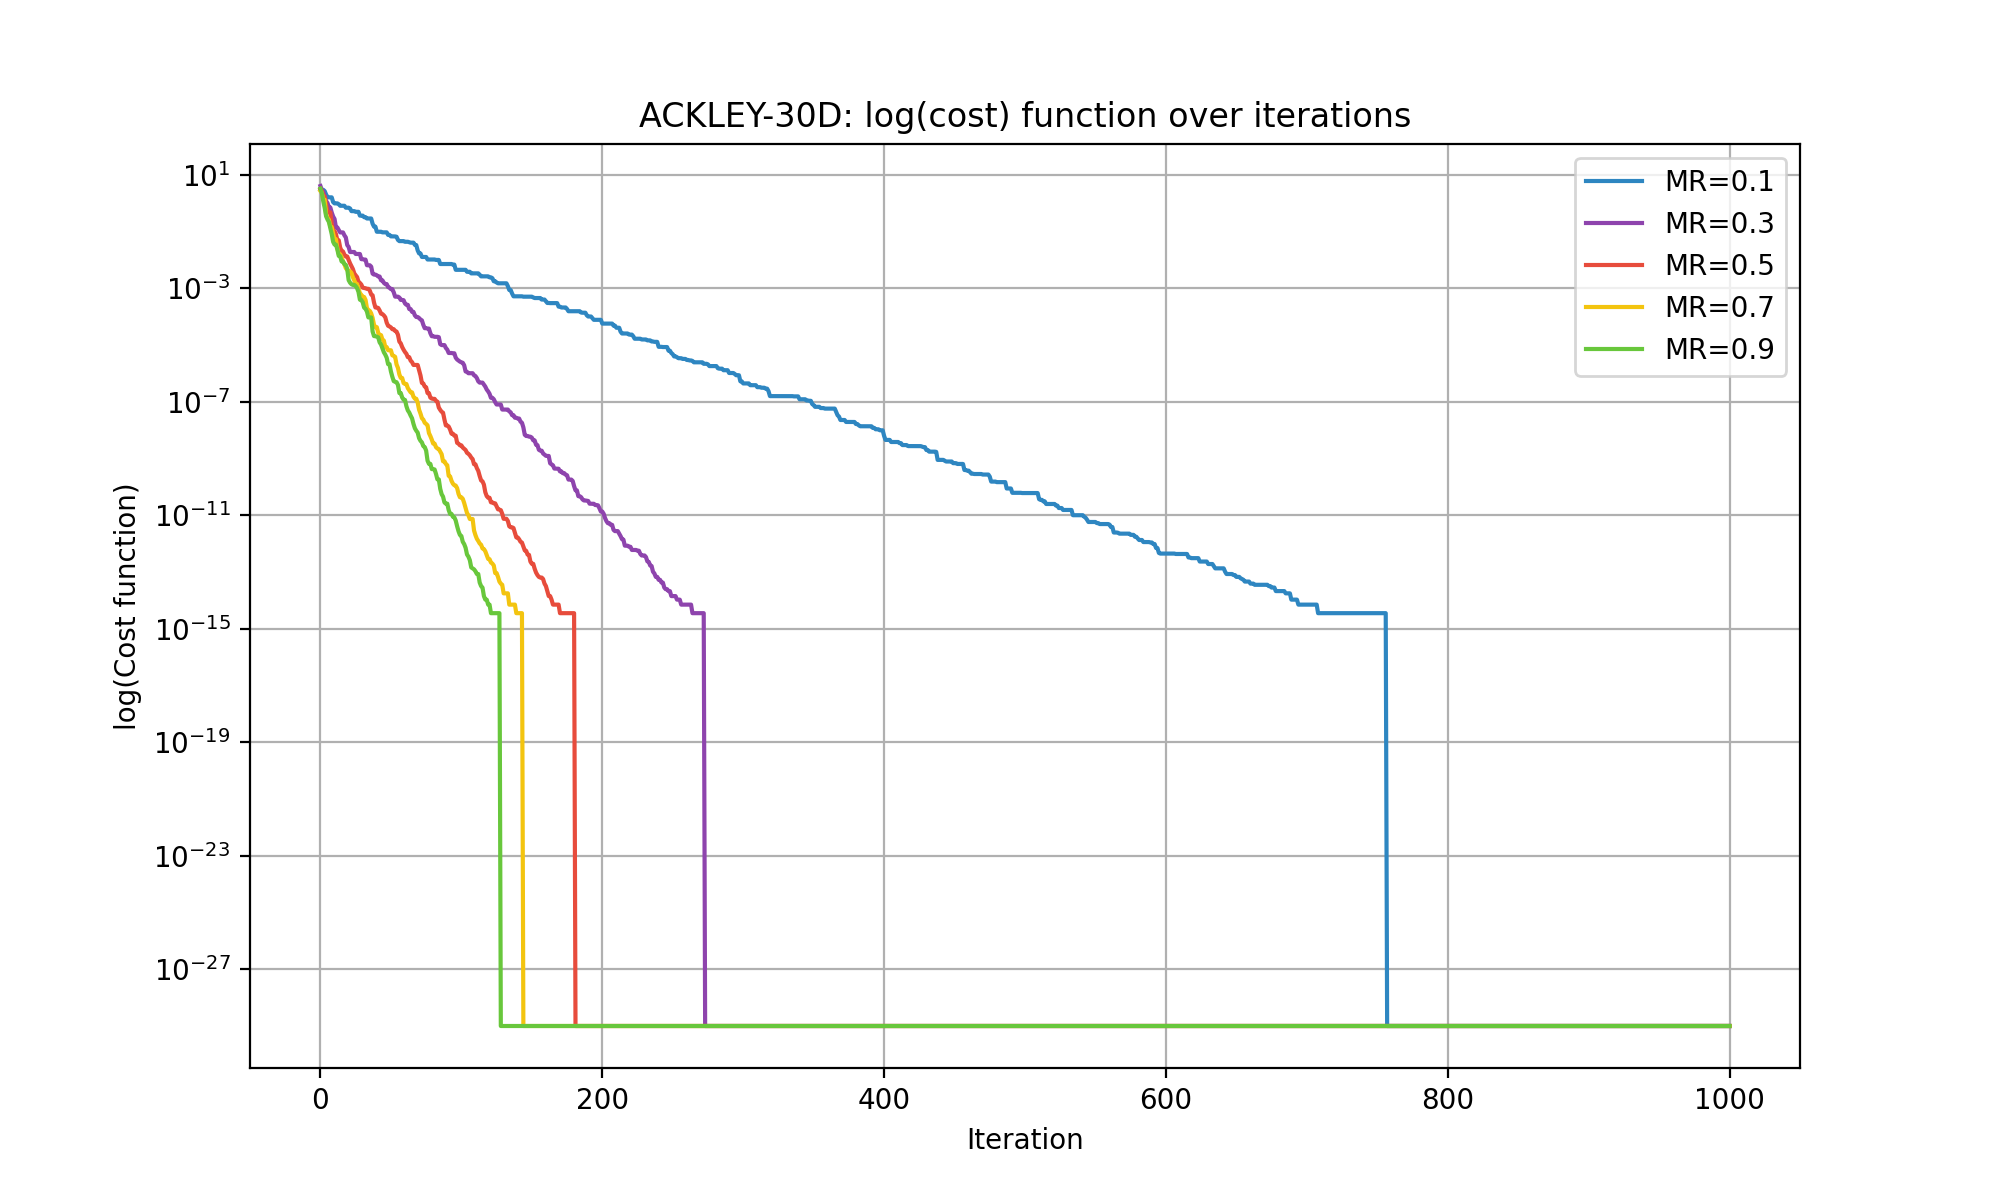 ACKLEY-30D: log(cost) function over iterations
log(Cost function)
10¹
10⁻³
10⁻⁷
10⁻¹¹
10⁻¹⁵
10⁻¹⁹
10⁻²³
10⁻²⁷
MR=0.1
MR=0.3
MR=0.5
MR=0.7
MR=0.9
0 200 400 600 800 1000
Iteration